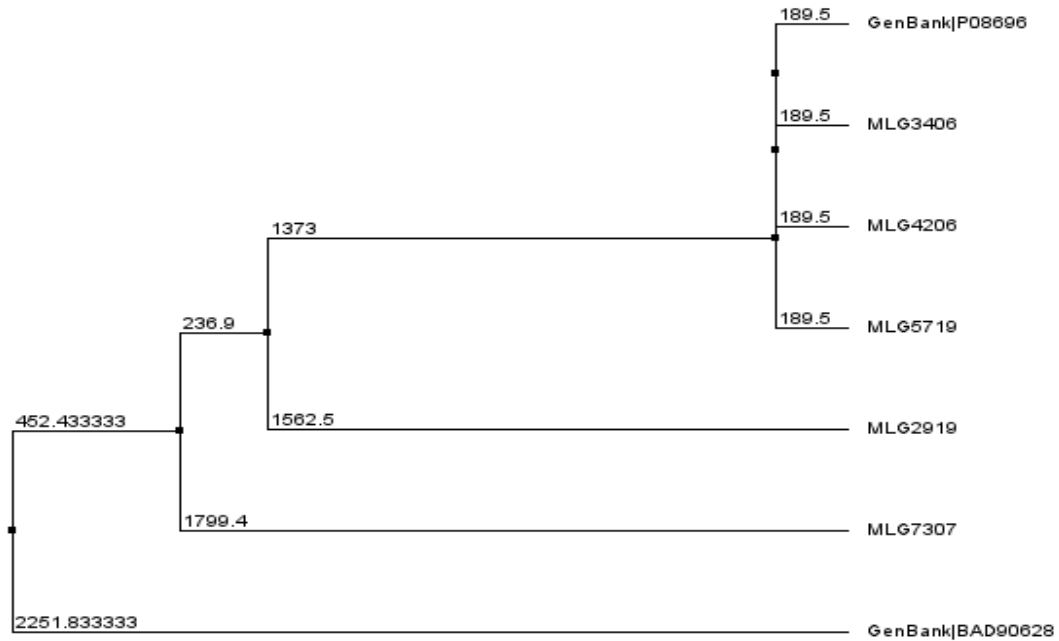 189.5 GenBank|P08696
189.5 MLG3406
189.5 MLG4206
1373
189.5 MLG5719
236.9
1562.5 MLG2919
452.433333
1799.4 MLG7307
2251.833333 GenBank|BAD90628